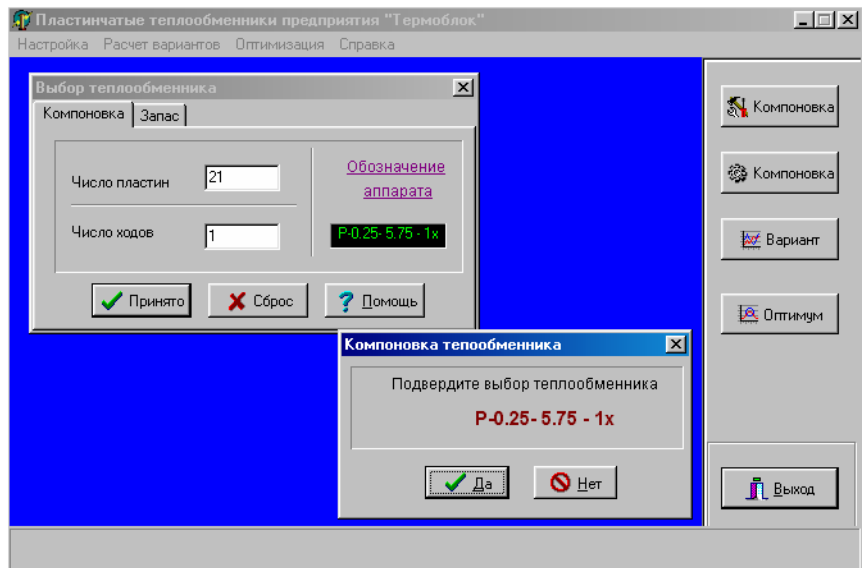 Пластинчатые теплообменники предприятия "Термоблок"
Настройка Расчет вариантов Оптимизация Справка
Выбор теплообменника
Компоновка Запас
Число пластин 21
Обозначение
аппарата
Число ходов 1
Р-0.25- 5.75 - 1х
Принято Сброс ? Помощь
Компоновка тепообменника
Подвердите выбор теплообменника
Р-0.25- 5.75 - 1х
Да Нет
Компоновка
Компоновка
Вариант
Оптимум
Выход